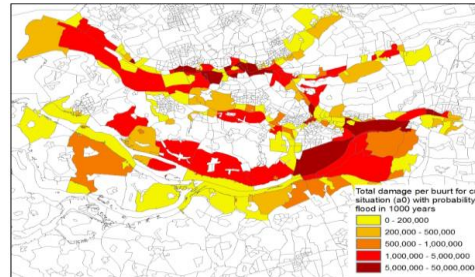 Total damage per buurt for c
situation (a0) with probability
flood in 1000 years
0 - 200,000
200,000 - 500,000
500,000 - 1,000,000
1,000,000 - 5,000,000
5,000,000 - 50,000,000